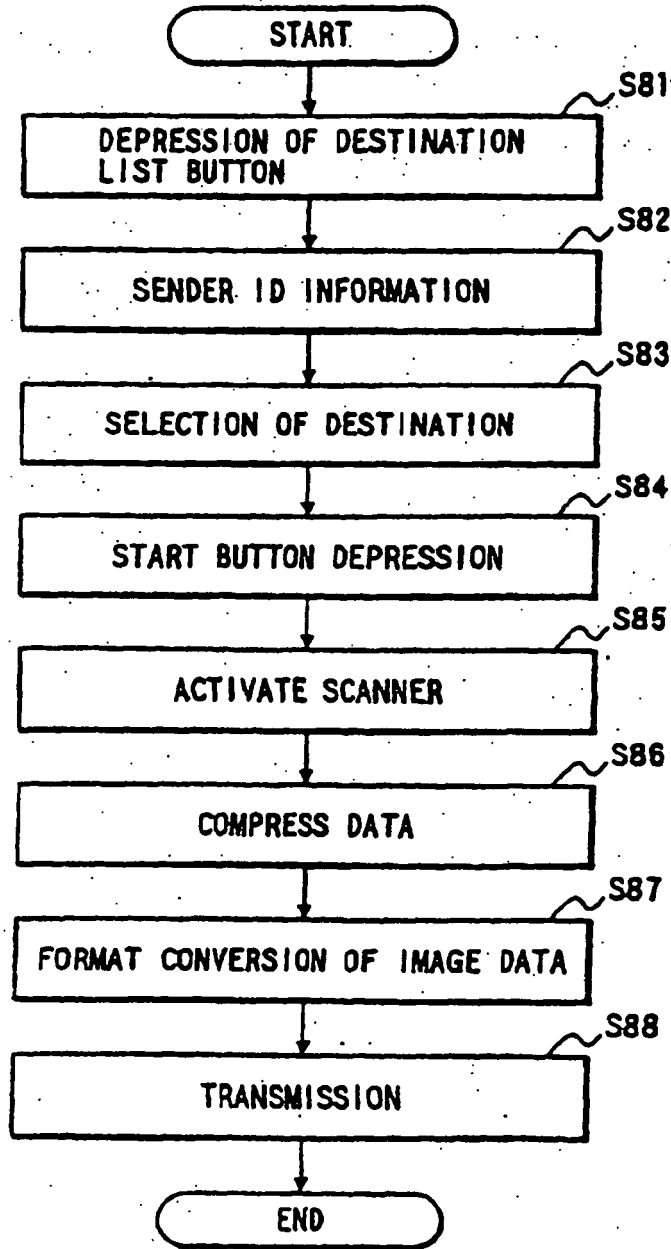 START
S81
DEPRESSION OF DESTINATION
LIST BUTTON
S82
SENDER ID INFORMATION
S83
SELECTION OF DESTINATION
S84
START BUTTON DEPRESSION
S85
ACTIVATE SCANNER
S86
COMPRESS DATA
S87
FORMAT CONVERSION OF IMAGE DATA
S88
TRANSMISSION
END